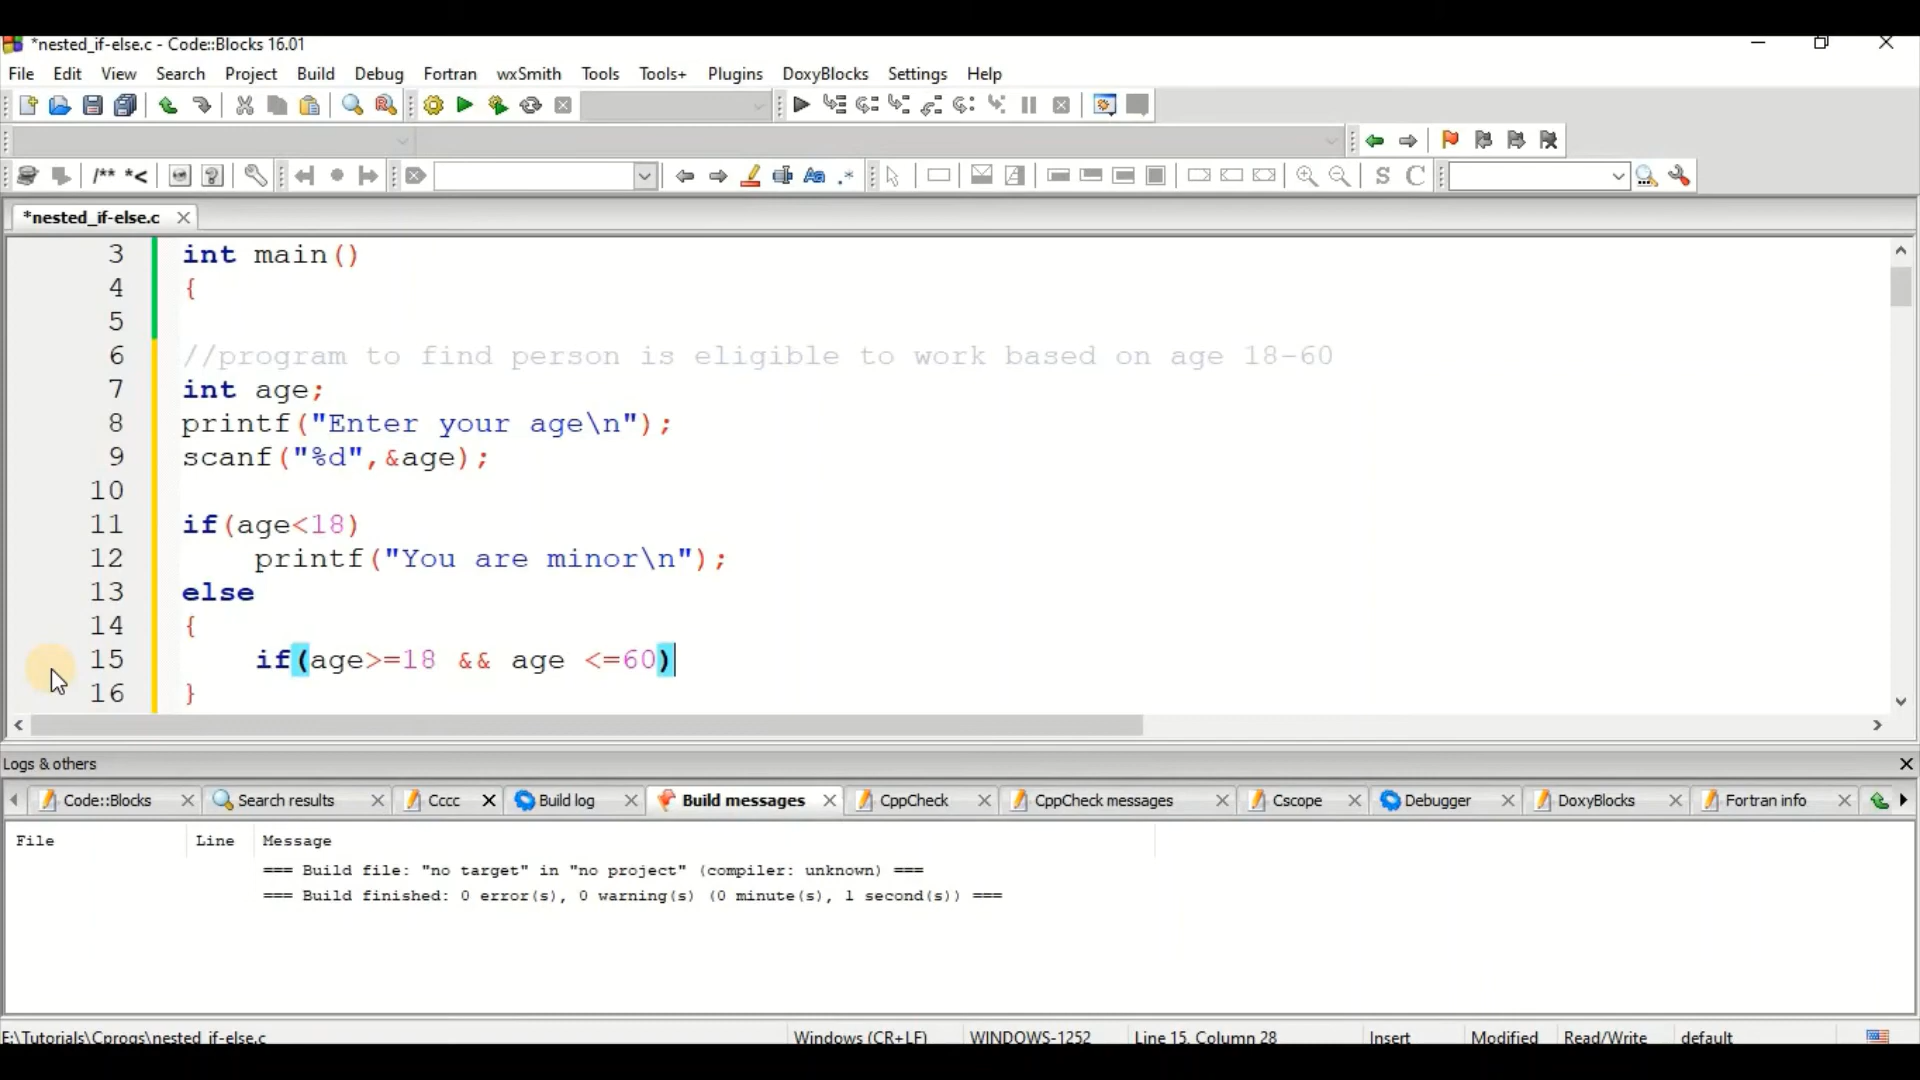 *nested_if-else.c - Code::Blocks 16.01
File Edit View Search Project Build Debug Fortran wxSmith Tools Tools+ Plugins DoxyBlocks Settings Help
/** *<
Aa .*
S C
*nested_if-else.c
3 int main()
4 {
5
6 //program to find person is eligible to work based on age 18-60
7 int age;
8 printf("Enter your age\n");
9 scanf("%d",&age);
10
11 if(age<18)
12 printf("You are minor\n");
13 else
14 {
15 if(age>=18 && age <=60)
16 }
Logs & others
Code::Blocks Search results Cccc Build log Build messages CppCheck CppCheck messages Cscope Debugger DoxyBlocks Fortran info
File Line Message
=== Build file: "no target" in "no project" (compiler: unknown) ===
=== Build finished: 0 error(s), 0 warning(s) (0 minute(s), 1 second(s)) ===
E:\Tutorials\Cprogs\nested_if-else.c Windows (CR+LF) WINDOWS-1252 Line 15, Column 28 Insert Modified Read/Write default